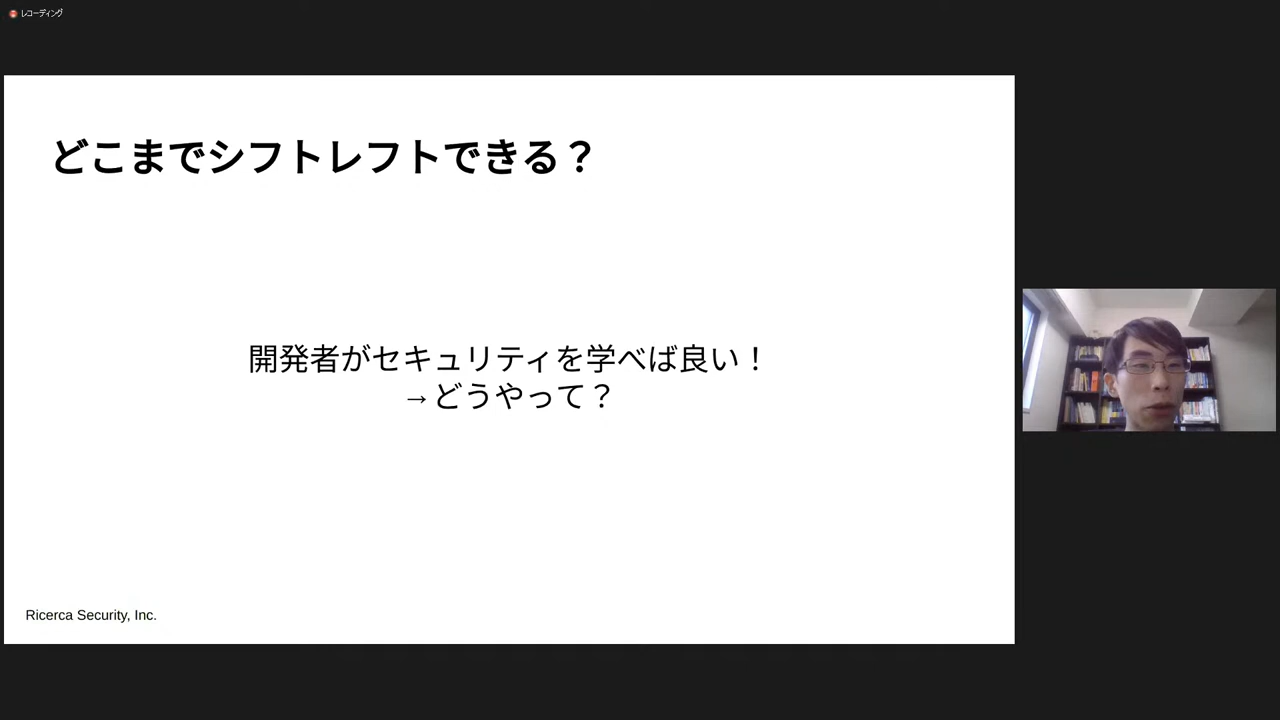 レコーディング
どこまでシフトレフトできる？
開発者がセキュリティを学べば良い！
→どうやって？
Ricerca Security, Inc.